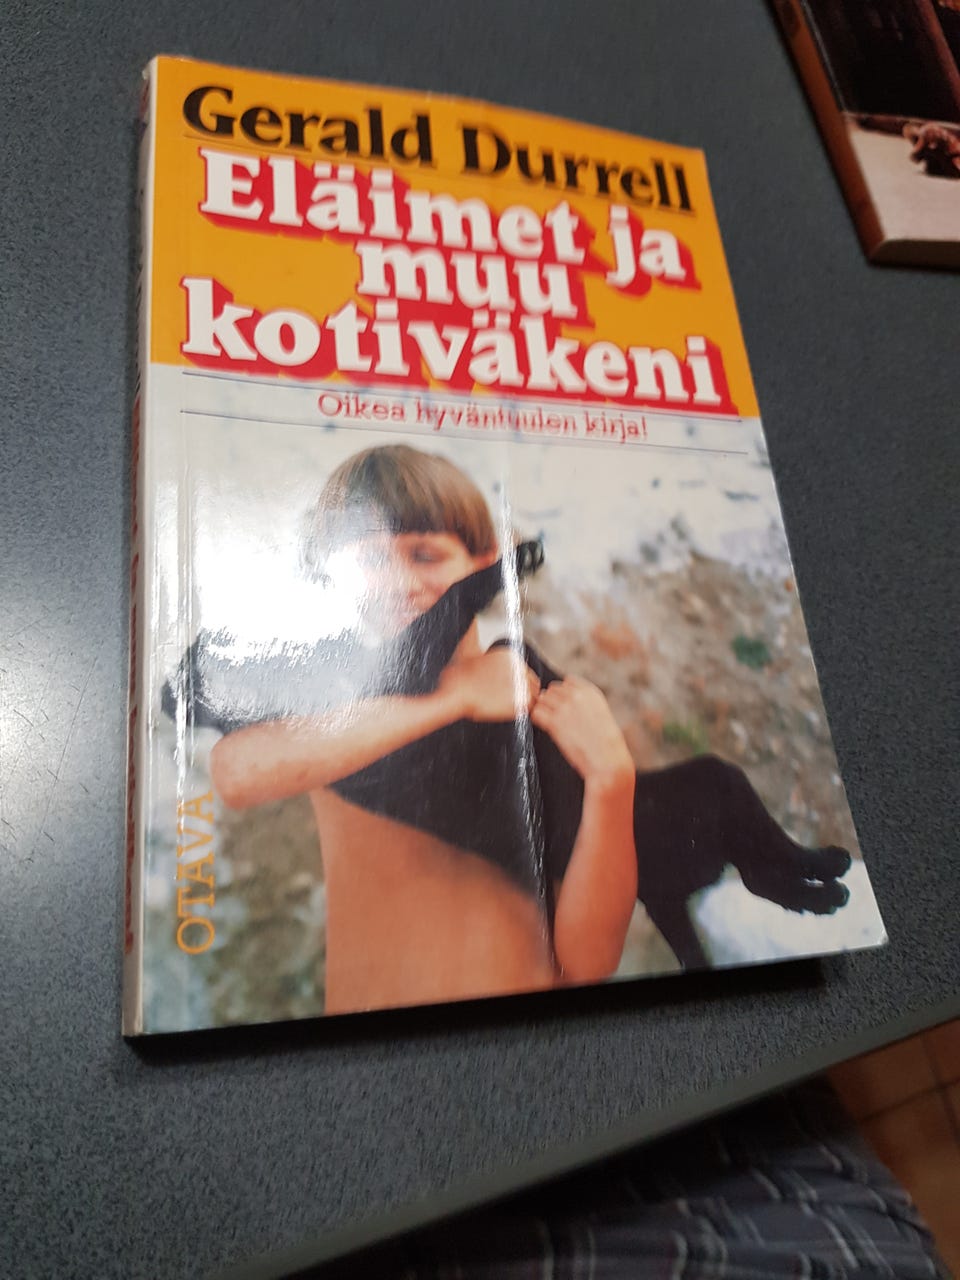 Gerald Durrell
Eläimet ja
muu
kotiväkeni
Oikea hyväntuulen kirja!
OTAVA